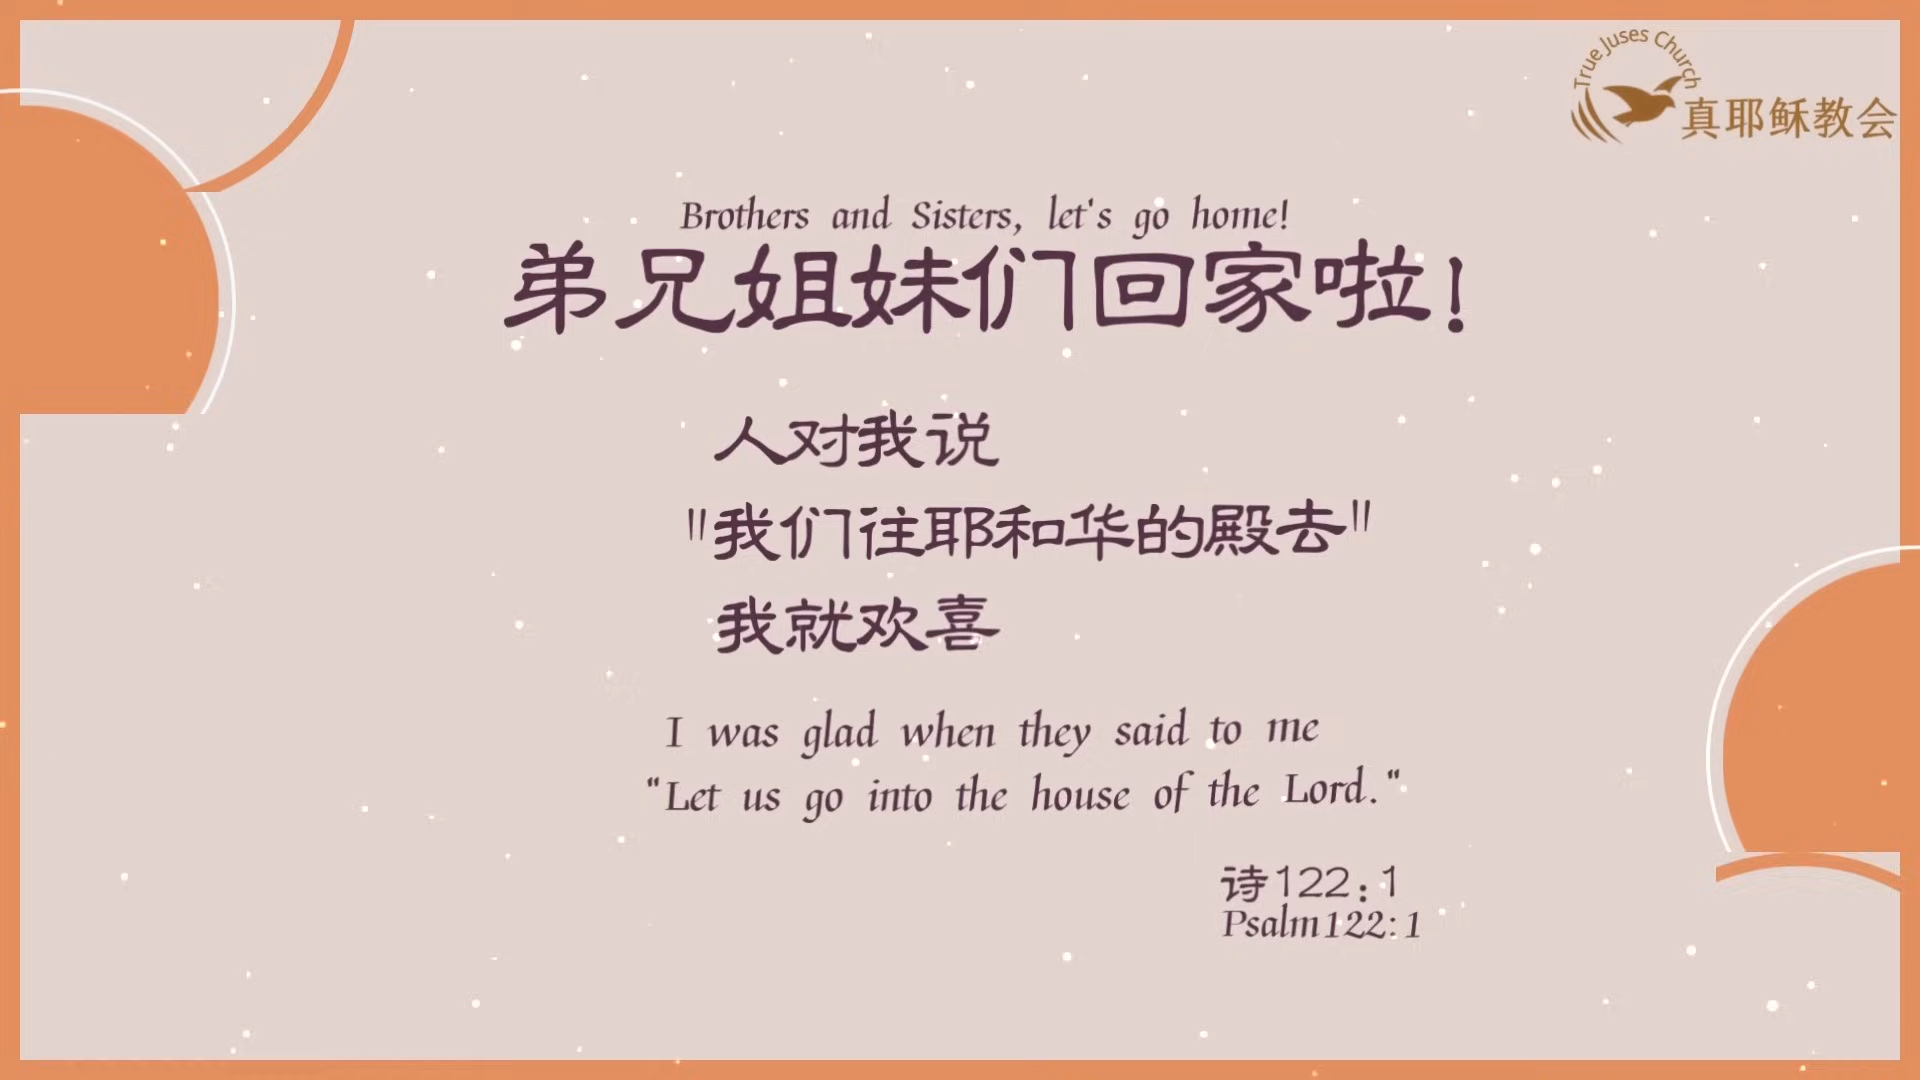 True Juses Church
真耶稣教会
Brothers and Sisters, let's go home!
弟兄姐妹们回家啦!
人对我说
"我们往耶和华的殿去"
我就欢喜
I was glad when they said to me
"Let us go into the house of the Lord."
诗122:1
Psalm122:1